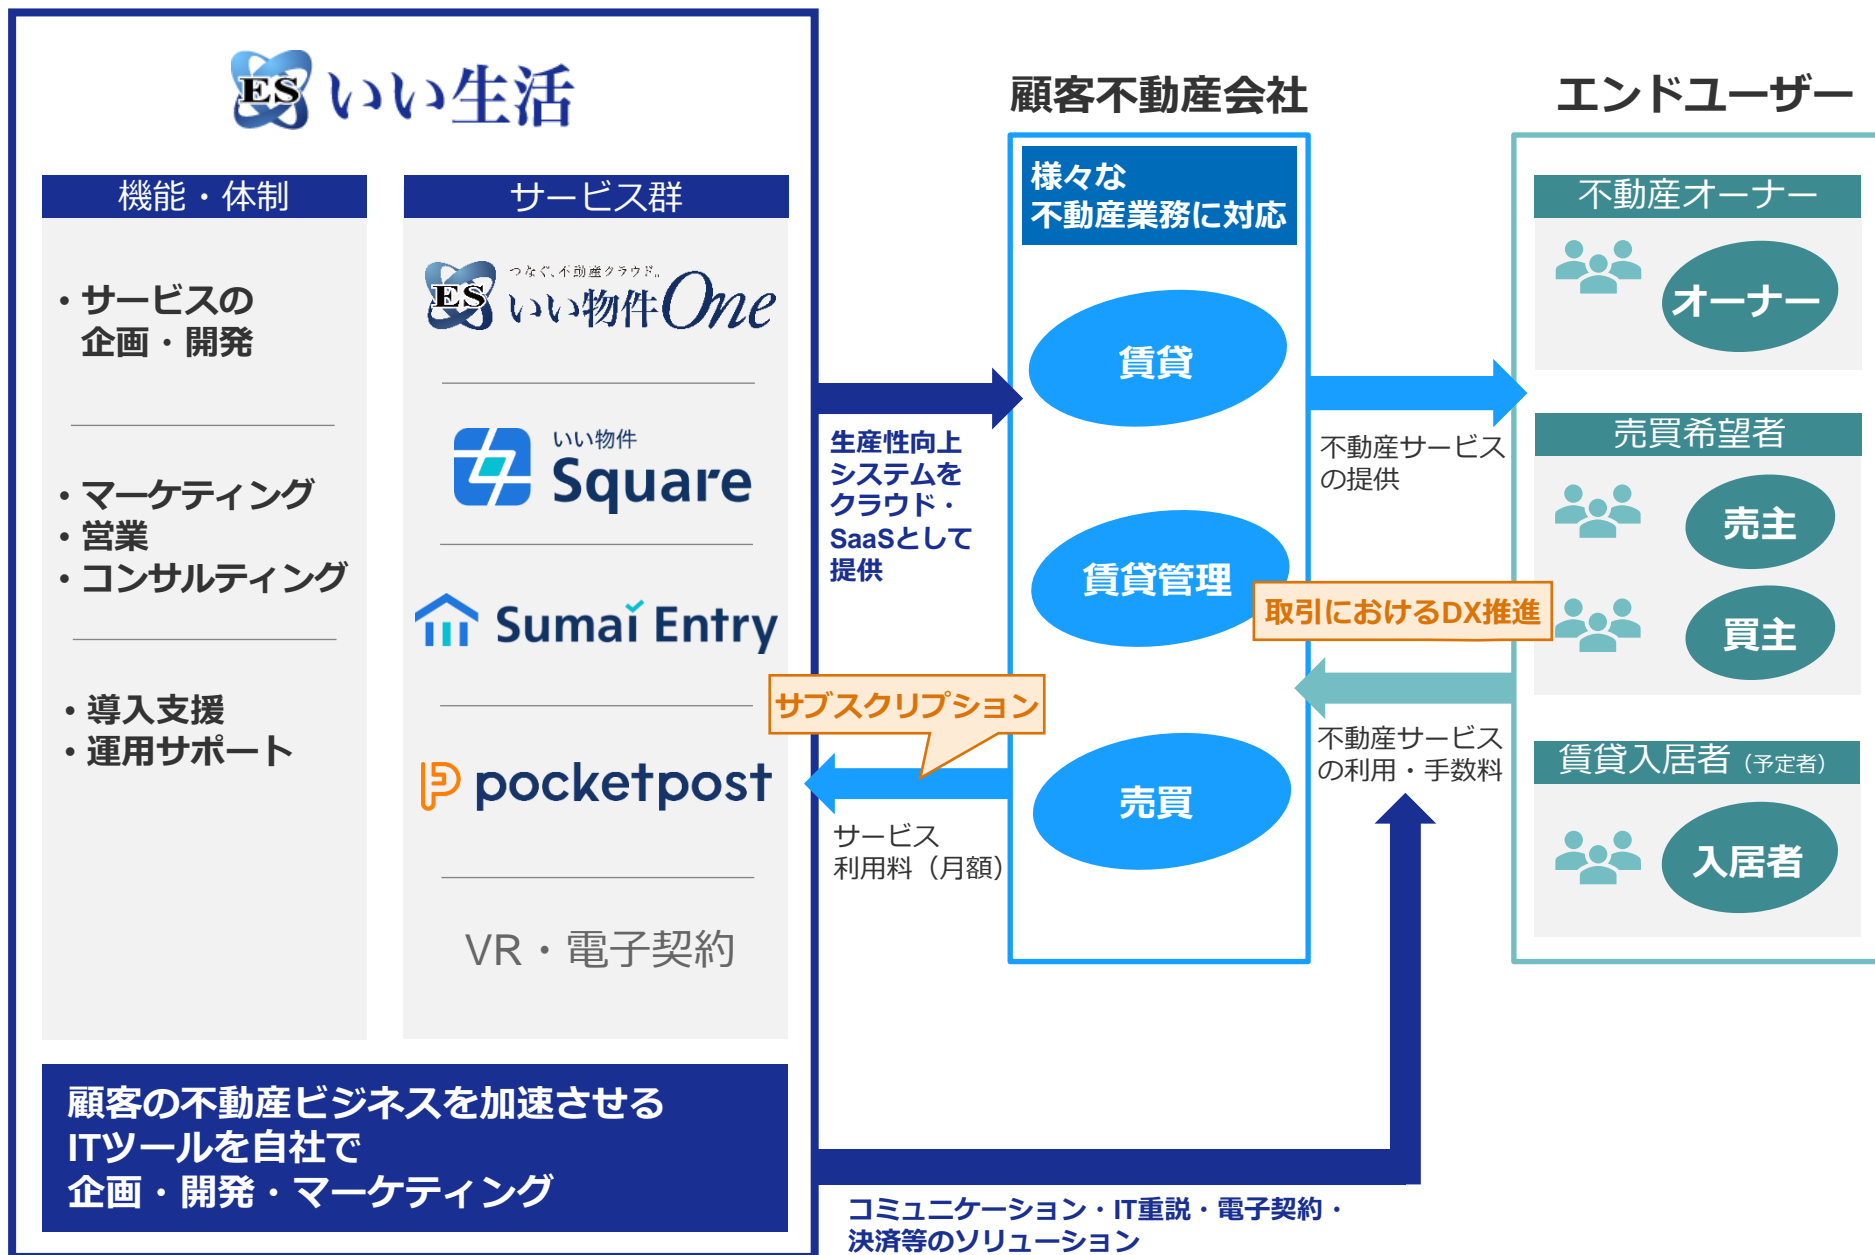 ES いい生活
機能・体制
・サービスの
企画・開発
・マーケティング
・営業
・コンサルティング
・導入支援
・運用サポート
サービス群
つなぐ、不動産クラウド。
ES いい物件One
いい物件
Square
Sumai Entry
pocketpost
VR・電子契約
顧客の不動産ビジネスを加速させる
ITツールを自社で
企画・開発・マーケティング
生産性向上
システムを
クラウド・
SaaSとして
提供
サブスクリプション
サービス
利用料（月額）
顧客不動産会社
様々な
不動産業務に対応
賃貸
賃貸管理
売買
不動産サービス
の提供
取引におけるDX推進
不動産サービス
の利用・手数料
コミュニケーション・IT重説・電子契約・
決済等のソリューション
エンドユーザー
不動産オーナー
オーナー
売買希望者
売主
買主
賃貸入居者（予定者）
入居者